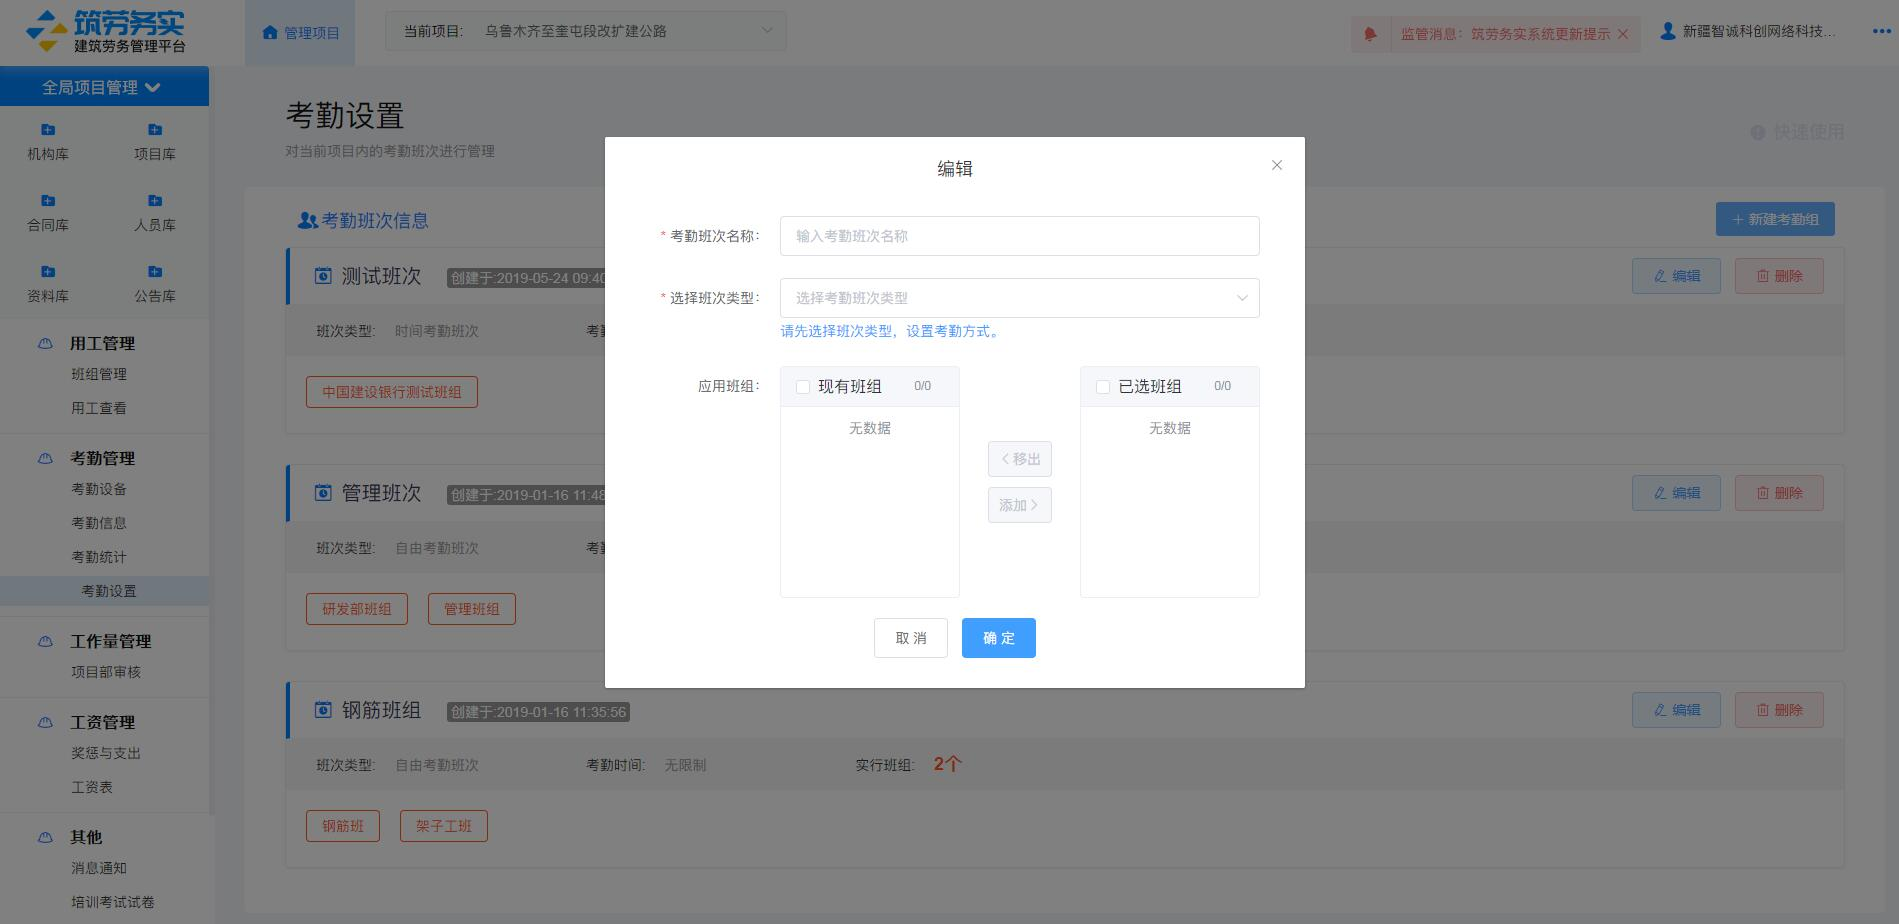 筑劳务实
建筑劳务管理平台
管理项目
当前项目: 乌鲁木齐至奎屯段改扩建公路
监管消息: 筑劳务实系统更新提示
新疆智诚科创网络科技...
全局项目管理
机构库 项目库
合同库 人员库
资料库 公告库
用工管理
班组管理
用工查看
考勤管理
考勤设备
考勤信息
考勤统计
考勤设置
工作量管理
项目部审核
工资管理
奖惩与支出
工资表
其他
消息通知
培训考试试卷
考勤设置
对当前项目内的考勤班次进行管理
快速使用
考勤班次信息
+ 新建考勤组
测试班次 创建于:2019-05-24 09:40
编辑 删除
班次类型: 时间考勤班次
中国建设银行测试班组
管理班次 创建于:2019-01-16 11:48
编辑 删除
班次类型: 自由考勤班次
研发部班组 管理班组
钢筋班组 创建于:2019-01-16 11:35:56
编辑 删除
班次类型: 自由考勤班次 考勤时间: 无限制 实行班组: 2个
钢筋班 架子工班
编辑
* 考勤班次名称: 输入考勤班次名称
* 选择班次类型: 选择考勤班次类型
请先选择班次类型，设置考勤方式。
应用班组: 现有班组 0/0 已选班组 0/0
无数据 无数据
移出
添加
取 消 确 定